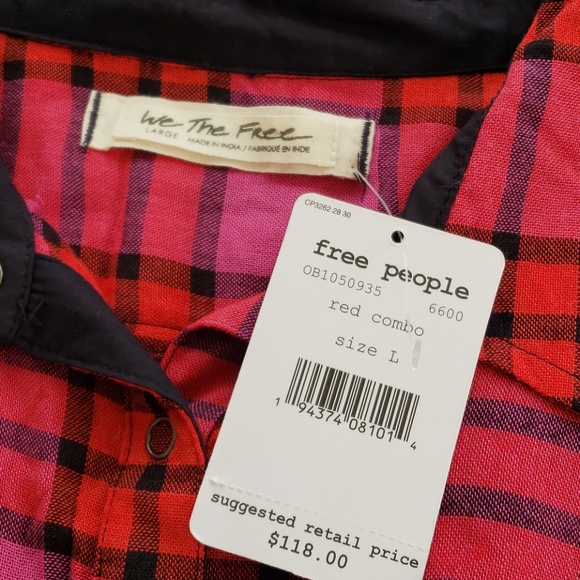 We The Free
LARGE MADE IN INDIA / FABRIQUÉ EN INDE
CP3262 28 30
free people
OB1050935 6600
red combo
size L
1 94374 08101 4
suggested retail price
$118.00